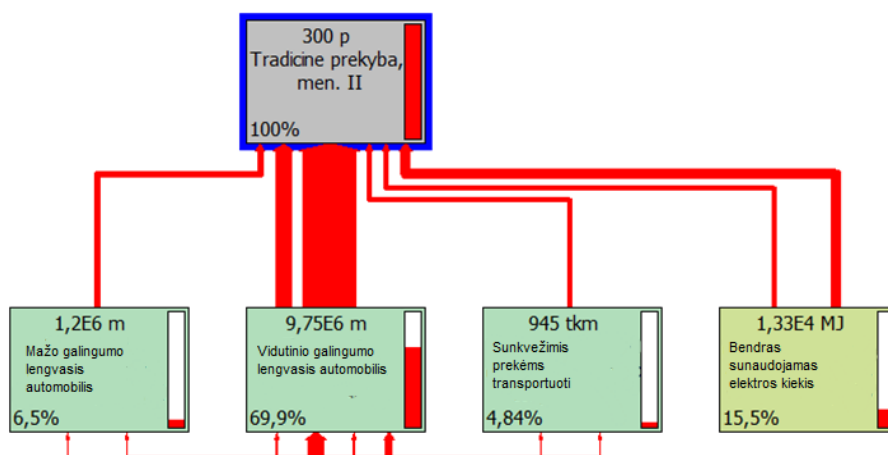 300 p
Tradicine prekyba,
men. II
100%
1,2E6 m
Mažo galingumo
lengvasis
automobilis
6,5%
9,75E6 m
Vidutinio galingumo
lengvasis automobilis
69,9%
945 tkm
Sunkvežimis
prekėms
transportuoti
4,84%
1,33E4 MJ
Bendras
sunaudojamas
elektros kiekis
15,5%